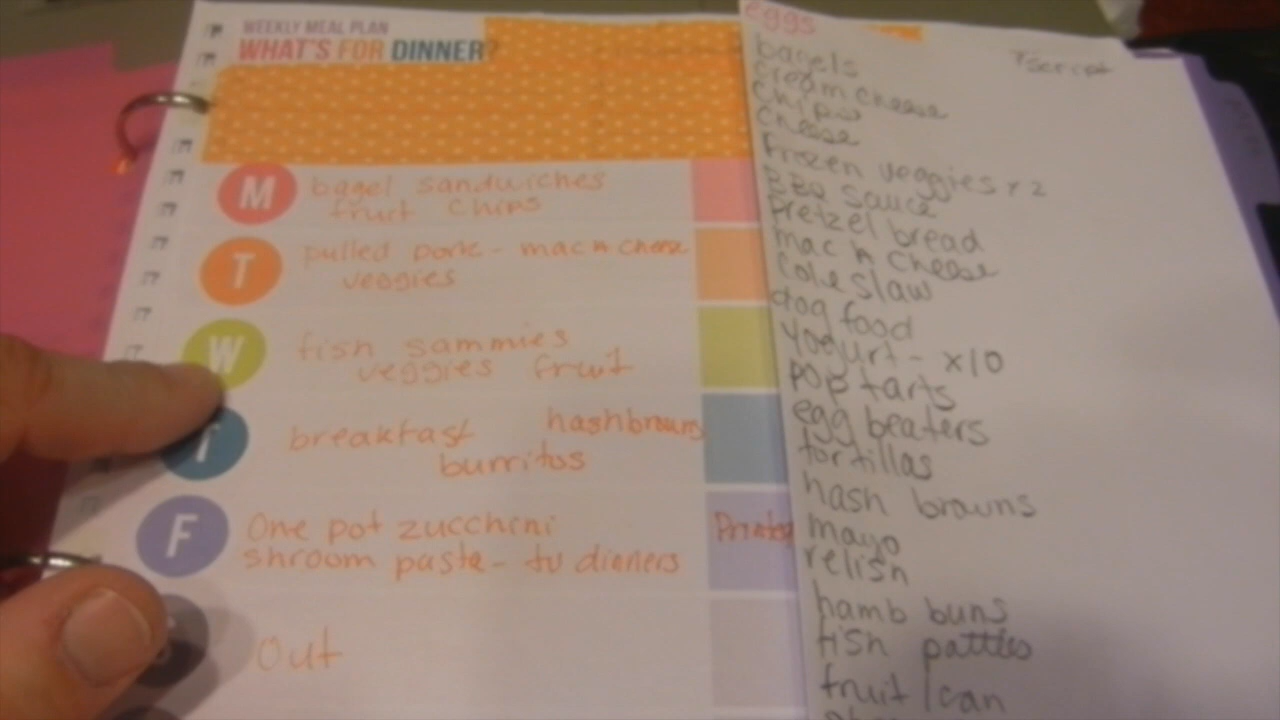 WEEKLY MEAL PLAN
WHAT'S FOR DINNER?
M
bagel sandwiches
fruit chips
T
pulled pork - mac n cheese
veggies
W
fish sammies
veggies fruit
T
breakfast hashbrowns
burritos
F
One pot zucchini
shroom pasta - tv dinners
Out
eggs
bagels
cream cheese
chips
cheese
frozen veggies x 2
BBQ sauce
pretzel bread
mac n cheese
cole slaw
dog food
yogurt - x10
pop tarts
egg beaters
tortillas
hash browns
mayo
relish
hamb buns
fish patties
fruit/can